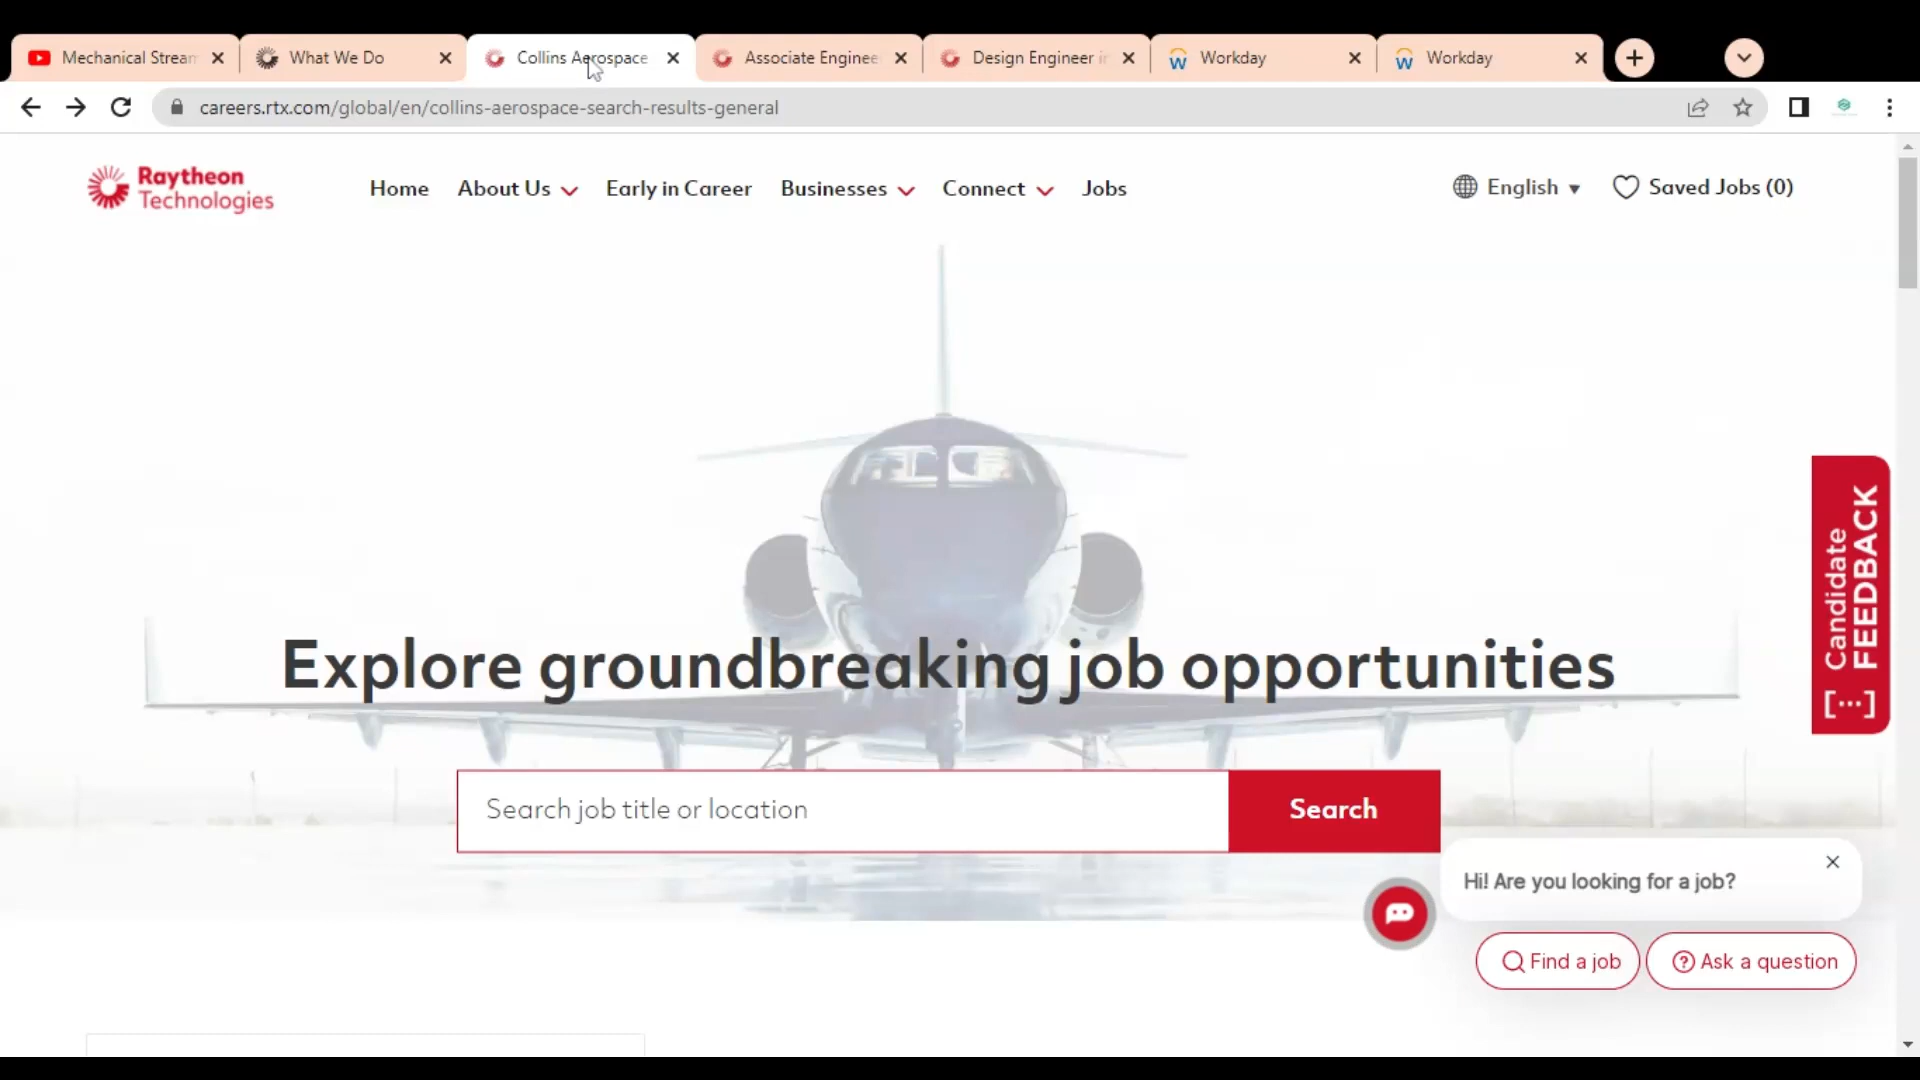 Mechanical Stream
What We Do
Collins Aerospace
Associate Enginee
Design Engineer in
Workday
Workday
careers.rtx.com/global/en/collins-aerospace-search-results-general
Raytheon
Technologies
Home
About Us
Early in Career
Businesses
Connect
Jobs
English
Saved Jobs (0)
Candidate
FEEDBACK
Explore groundbreaking job opportunities
Search job title or location
Search
Hi! Are you looking for a job?
Find a job
Ask a question